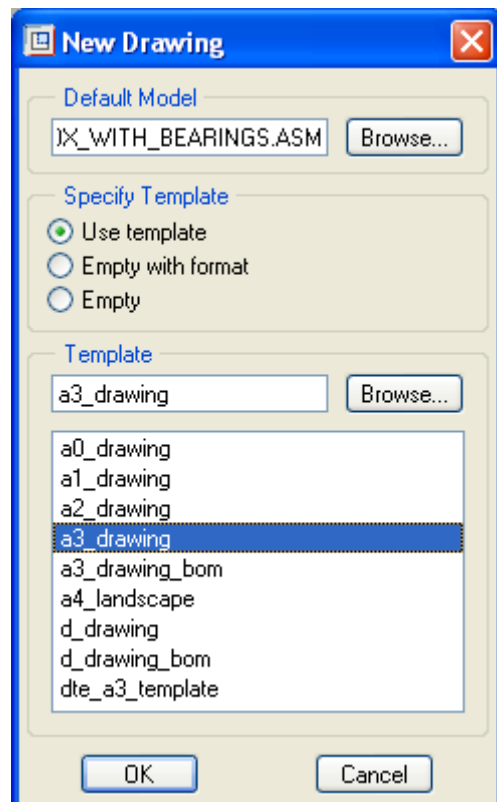 New Drawing
Default Model
OX_WITH_BEARINGS.ASM Browse...
Specify Template
Use template
Empty with format
Empty
Template
a3_drawing Browse...
a0_drawing
a1_drawing
a2_drawing
a3_drawing
a3_drawing_bom
a4_landscape
d_drawing
d_drawing_bom
dte_a3_template
OK Cancel